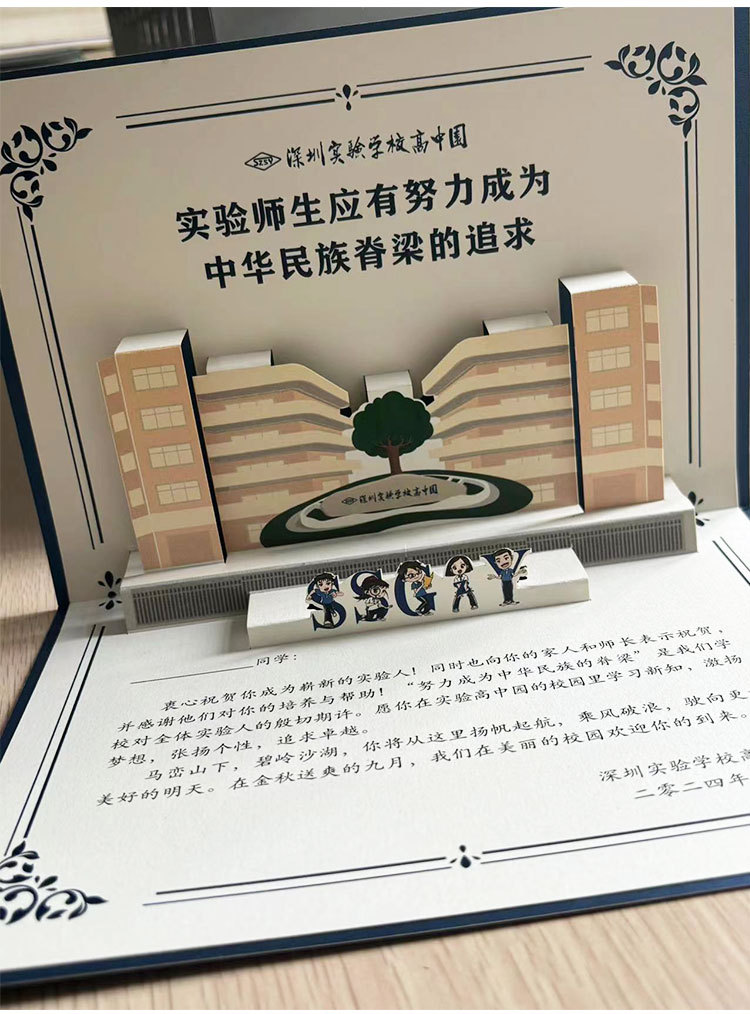 深圳实验学校高中园
实验师生应有努力成为
中华民族脊梁的追求
深圳实验学校高中园
SSGY
同学：
衷心祝贺你成为崭新的实验人！同时也向你的家人和师长表示祝贺，
并感谢他们对你的培养与帮助！“努力成为中华民族的脊梁”是我们学
校对全体实验人的殷切期许。愿你在实验高中园的校园里学习新知，激扬
梦想，张扬个性，追求卓越。
马峦山下，碧岭沙湖，你将从这里扬帆起航，乘风破浪，驶向更
美好的明天。在金秋送爽的九月，我们在美丽的校园欢迎你的到来。
深圳实验学校高
二零二四年